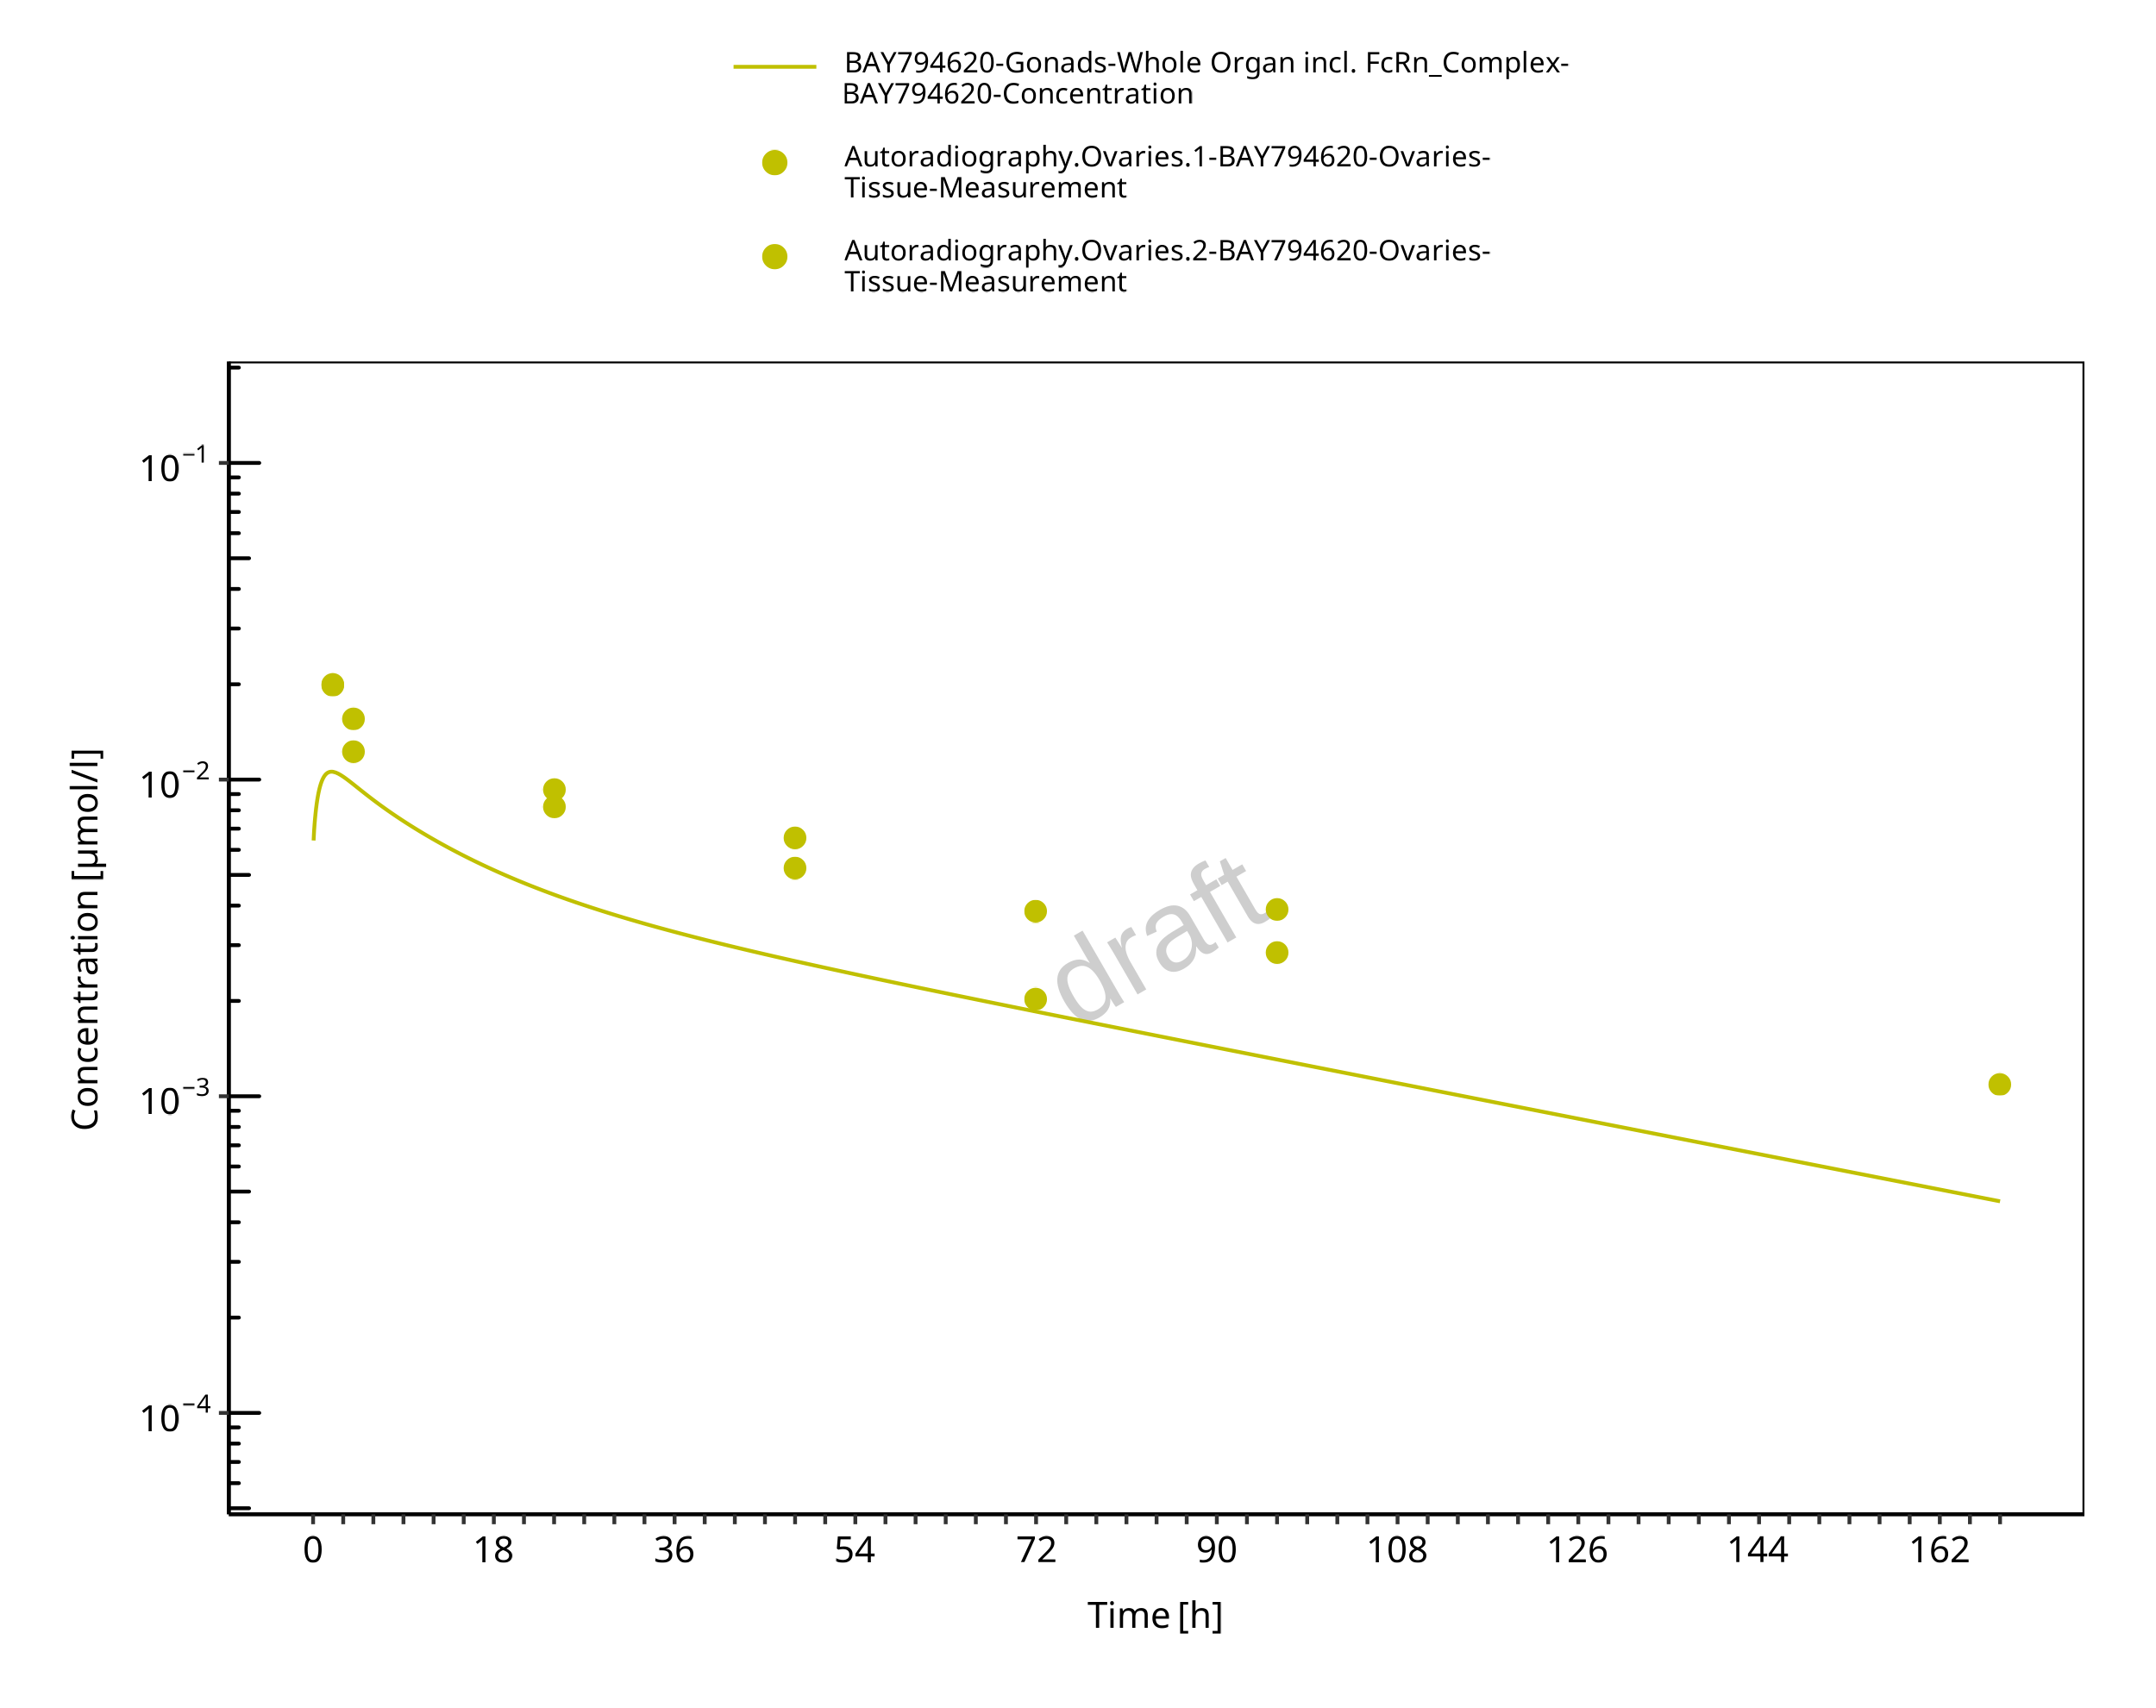 BAY794620-Gonads-Whole Organ incl. FcRn_Complex-
BAY794620-Concentration
Autoradiography.Ovaries.1-BAY794620-Ovaries-
Tissue-Measurement
Autoradiography.Ovaries.2-BAY794620-Ovaries-
Tissue-Measurement
Concentration [µmol/l]
10⁻¹
10⁻²
10⁻³
10⁻⁴
draft
0 18 36 54 72 90 108 126 144 162
Time [h]